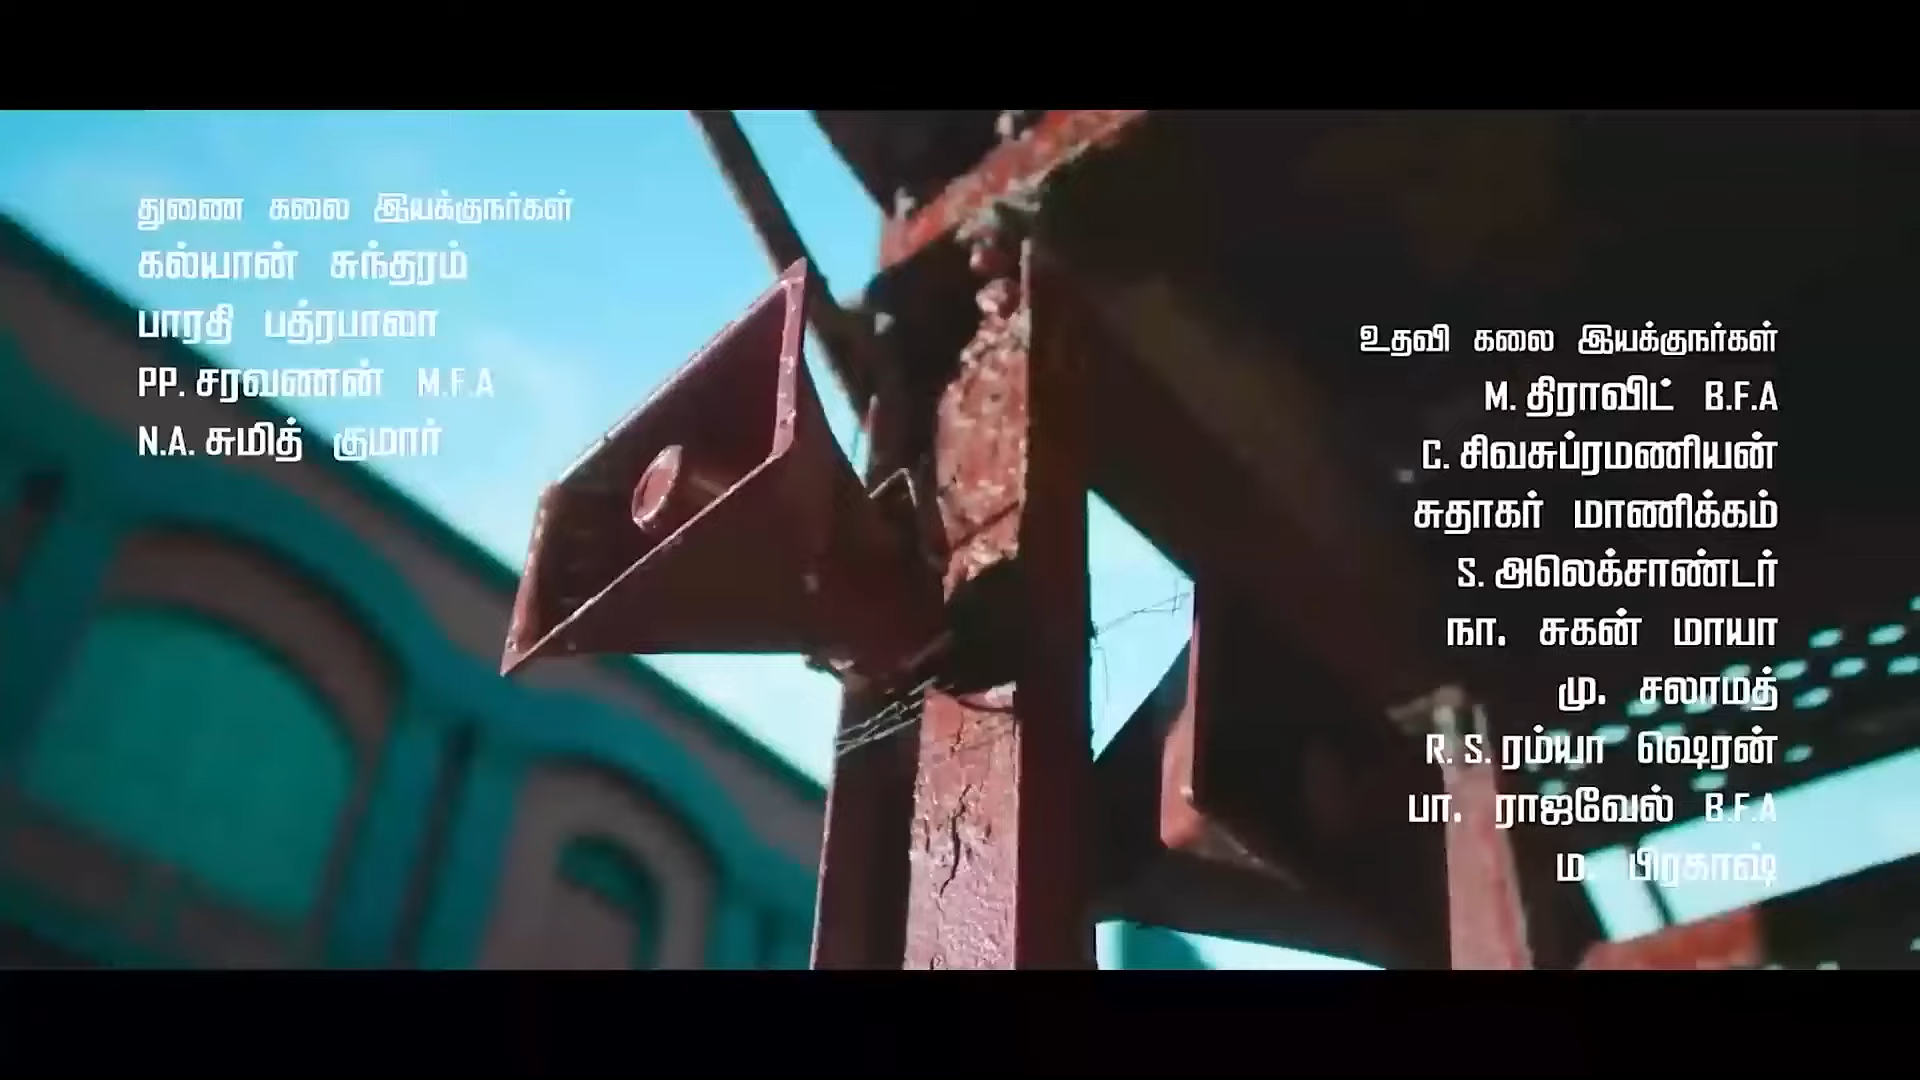 துணை கலை இயக்குநர்கள்
கல்யான் சுந்தரம்
பாரதி பத்ரபாலா
PP. சரவணன் M.F.A
N.A. சுமித் குமார்
உதவி கலை இயக்குநர்கள்
M. திராவிட் B.F.A
C. சிவசுப்ரமணியன்
சுதாகர் மாணிக்கம்
S. அலெக்சாண்டர்
நா. சுகன் மாயா
மு. சலாமத்
R. S. ரம்யா ஷெரன்
பா. ராஜவேல் B.F.A
ம. பிரகாஷ்